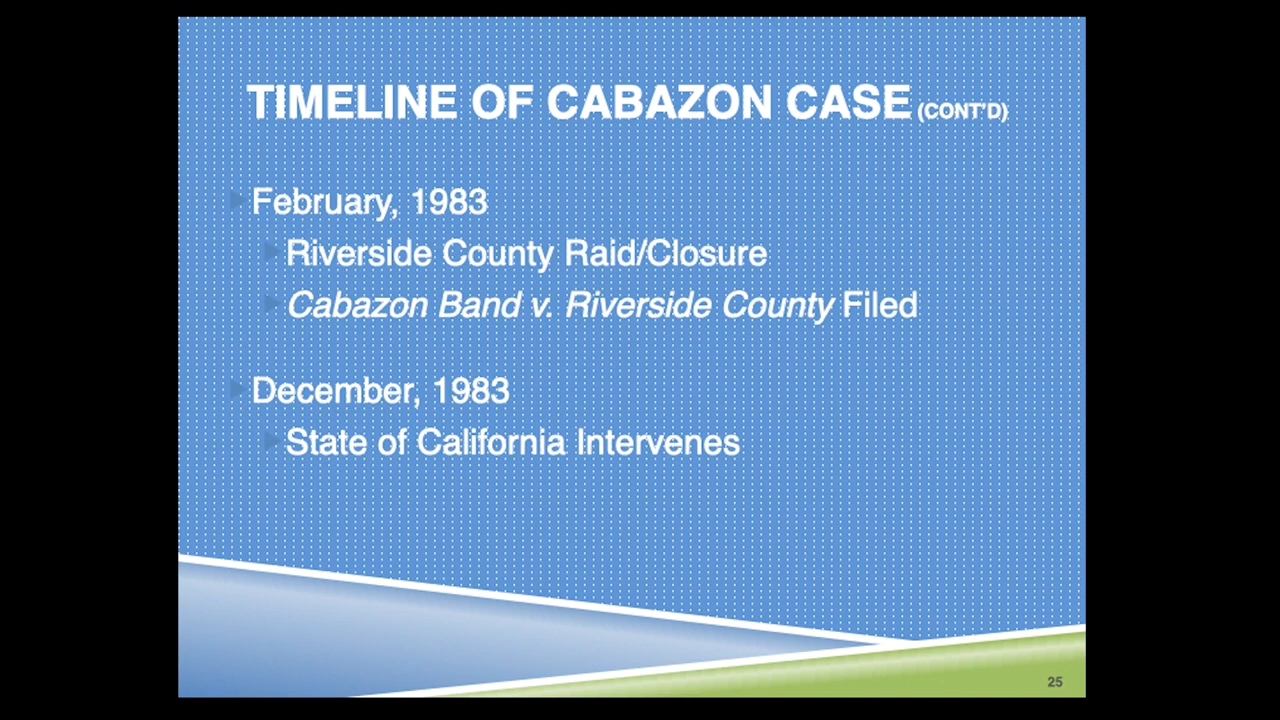 TIMELINE OF CABAZON CASE (CONT'D)
February, 1983
Riverside County Raid/Closure
Cabazon Band v. Riverside County Filed
December, 1983
State of California Intervenes
25